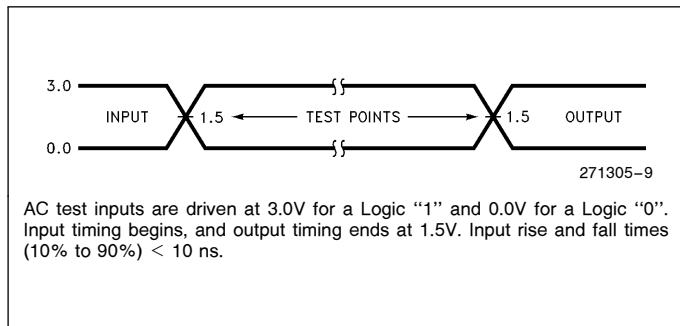 3.0
INPUT 1.5 TEST POINTS 1.5 OUTPUT
0.0
271305–9
AC test inputs are driven at 3.0V for a Logic ‘‘1’’ and 0.0V for a Logic ‘‘0’’.
Input timing begins, and output timing ends at 1.5V. Input rise and fall times
(10% to 90%) < 10 ns.